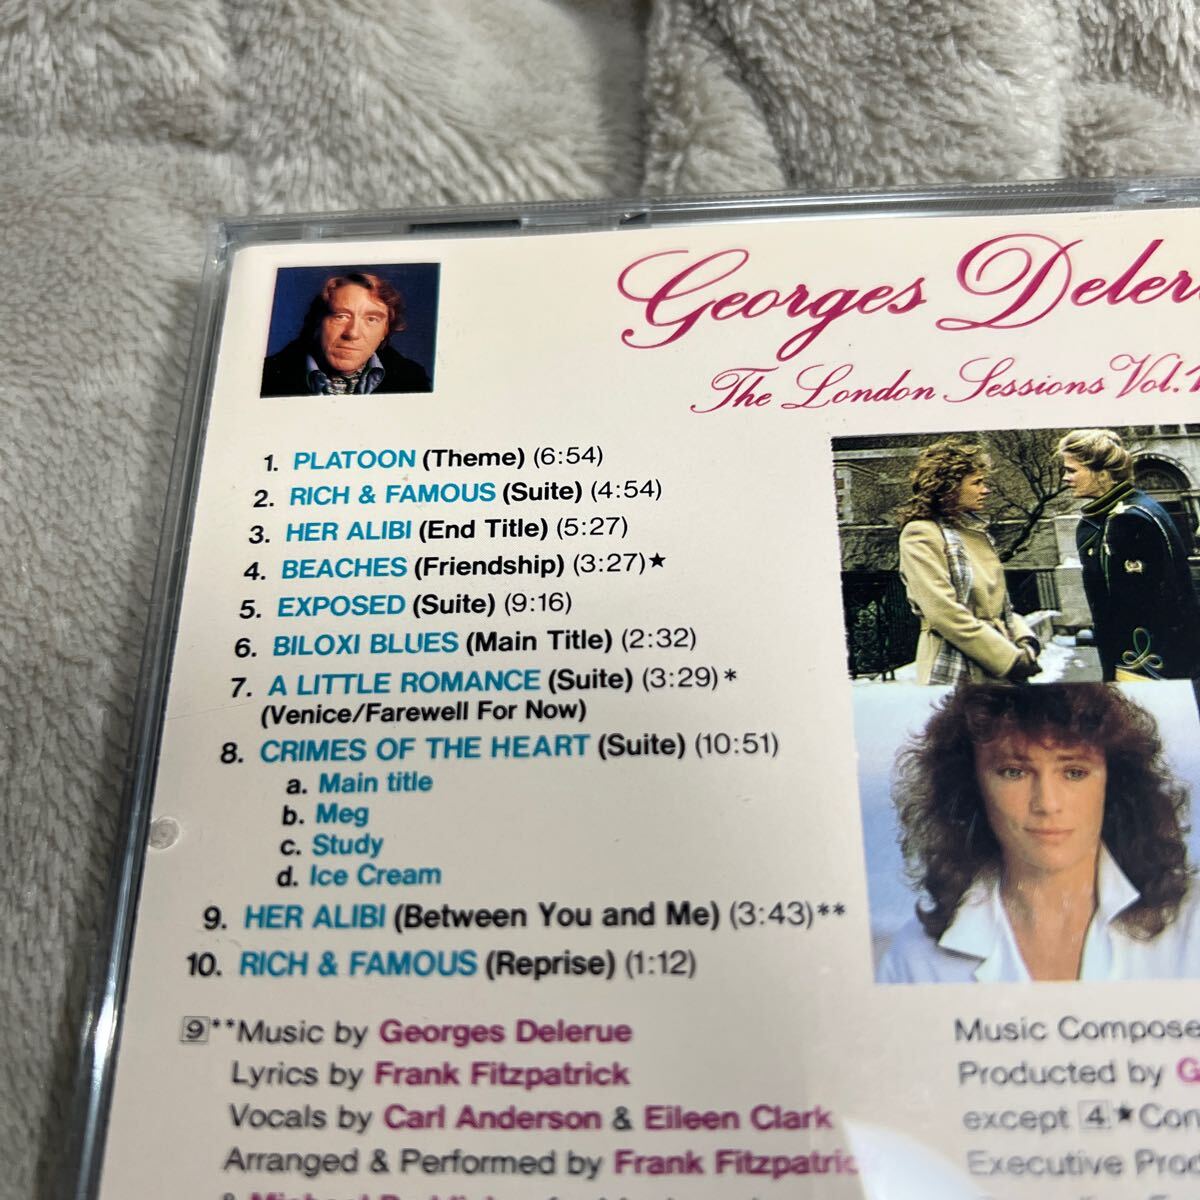 Georges
The London Sessions Vol.1
1. PLATOON (Theme) (6:54)
2. RICH & FAMOUS (Suite) (4:54)
3. HER ALIBI (End Title) (5:27)
4. BEACHES (Friendship) (3:27)★
5. EXPOSED (Suite) (9:16)
6. BILOXI BLUES (Main Title) (2:32)
7. A LITTLE ROMANCE (Suite) (3:29)*
(Venice/Farewell For Now)
8. CRIMES OF THE HEART (Suite) (10:51)
a. Main title
b. Meg
c. Study
d. Ice Cream
9. HER ALIBI (Between You and Me) (3:43)**
10. RICH & FAMOUS (Reprise) (1:12)
9**Music by Georges Delerue
Lyrics by Frank Fitzpatrick
Vocals by Carl Anderson & Eileen Clark
Arranged & Performed by Frank
Music
Producted by
except 4★
Executive